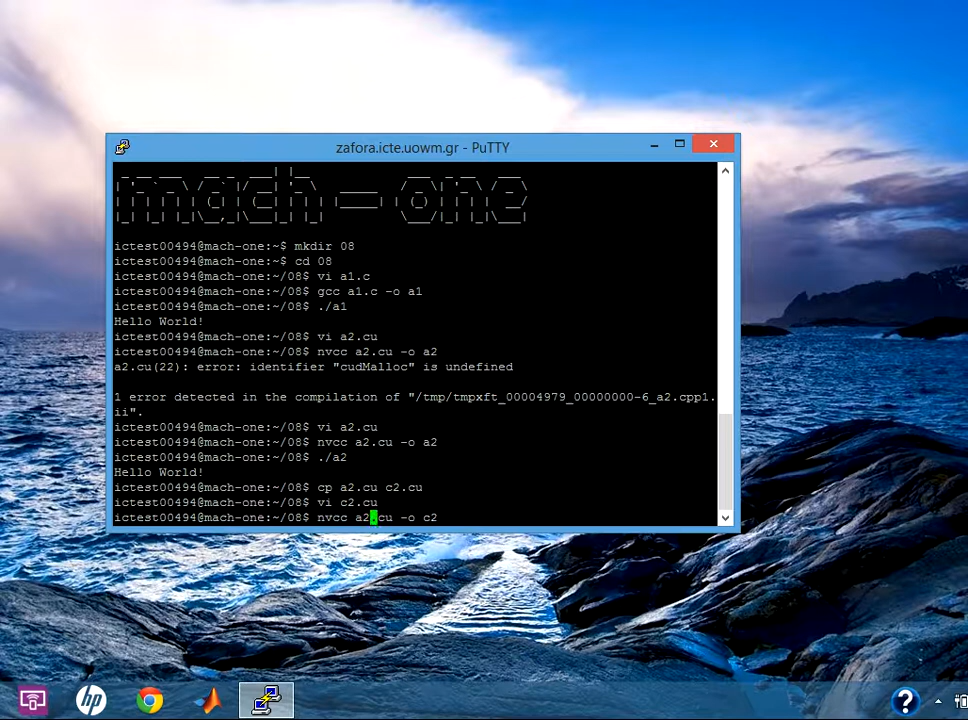 zafora.icte.uowm.gr - PuTTY
mach - one
ictest00494@mach-one:~$ mkdir 08
ictest00494@mach-one:~$ cd 08
ictest00494@mach-one:~/08$ vi a1.c
ictest00494@mach-one:~/08$ gcc a1.c -o a1
ictest00494@mach-one:~/08$ ./a1
Hello World!
ictest00494@mach-one:~/08$ vi a2.cu
ictest00494@mach-one:~/08$ nvcc a2.cu -o a2
a2.cu(22): error: identifier "cudMalloc" is undefined
1 error detected in the compilation of "/tmp/tmpxft_00004979_00000000-6_a2.cpp1.
ii".
ictest00494@mach-one:~/08$ vi a2.cu
ictest00494@mach-one:~/08$ nvcc a2.cu -o a2
ictest00494@mach-one:~/08$ ./a2
Hello World!
ictest00494@mach-one:~/08$ cp a2.cu c2.cu
ictest00494@mach-one:~/08$ vi c2.cu
ictest00494@mach-one:~/08$ nvcc a2.cu -o c2
hp
?